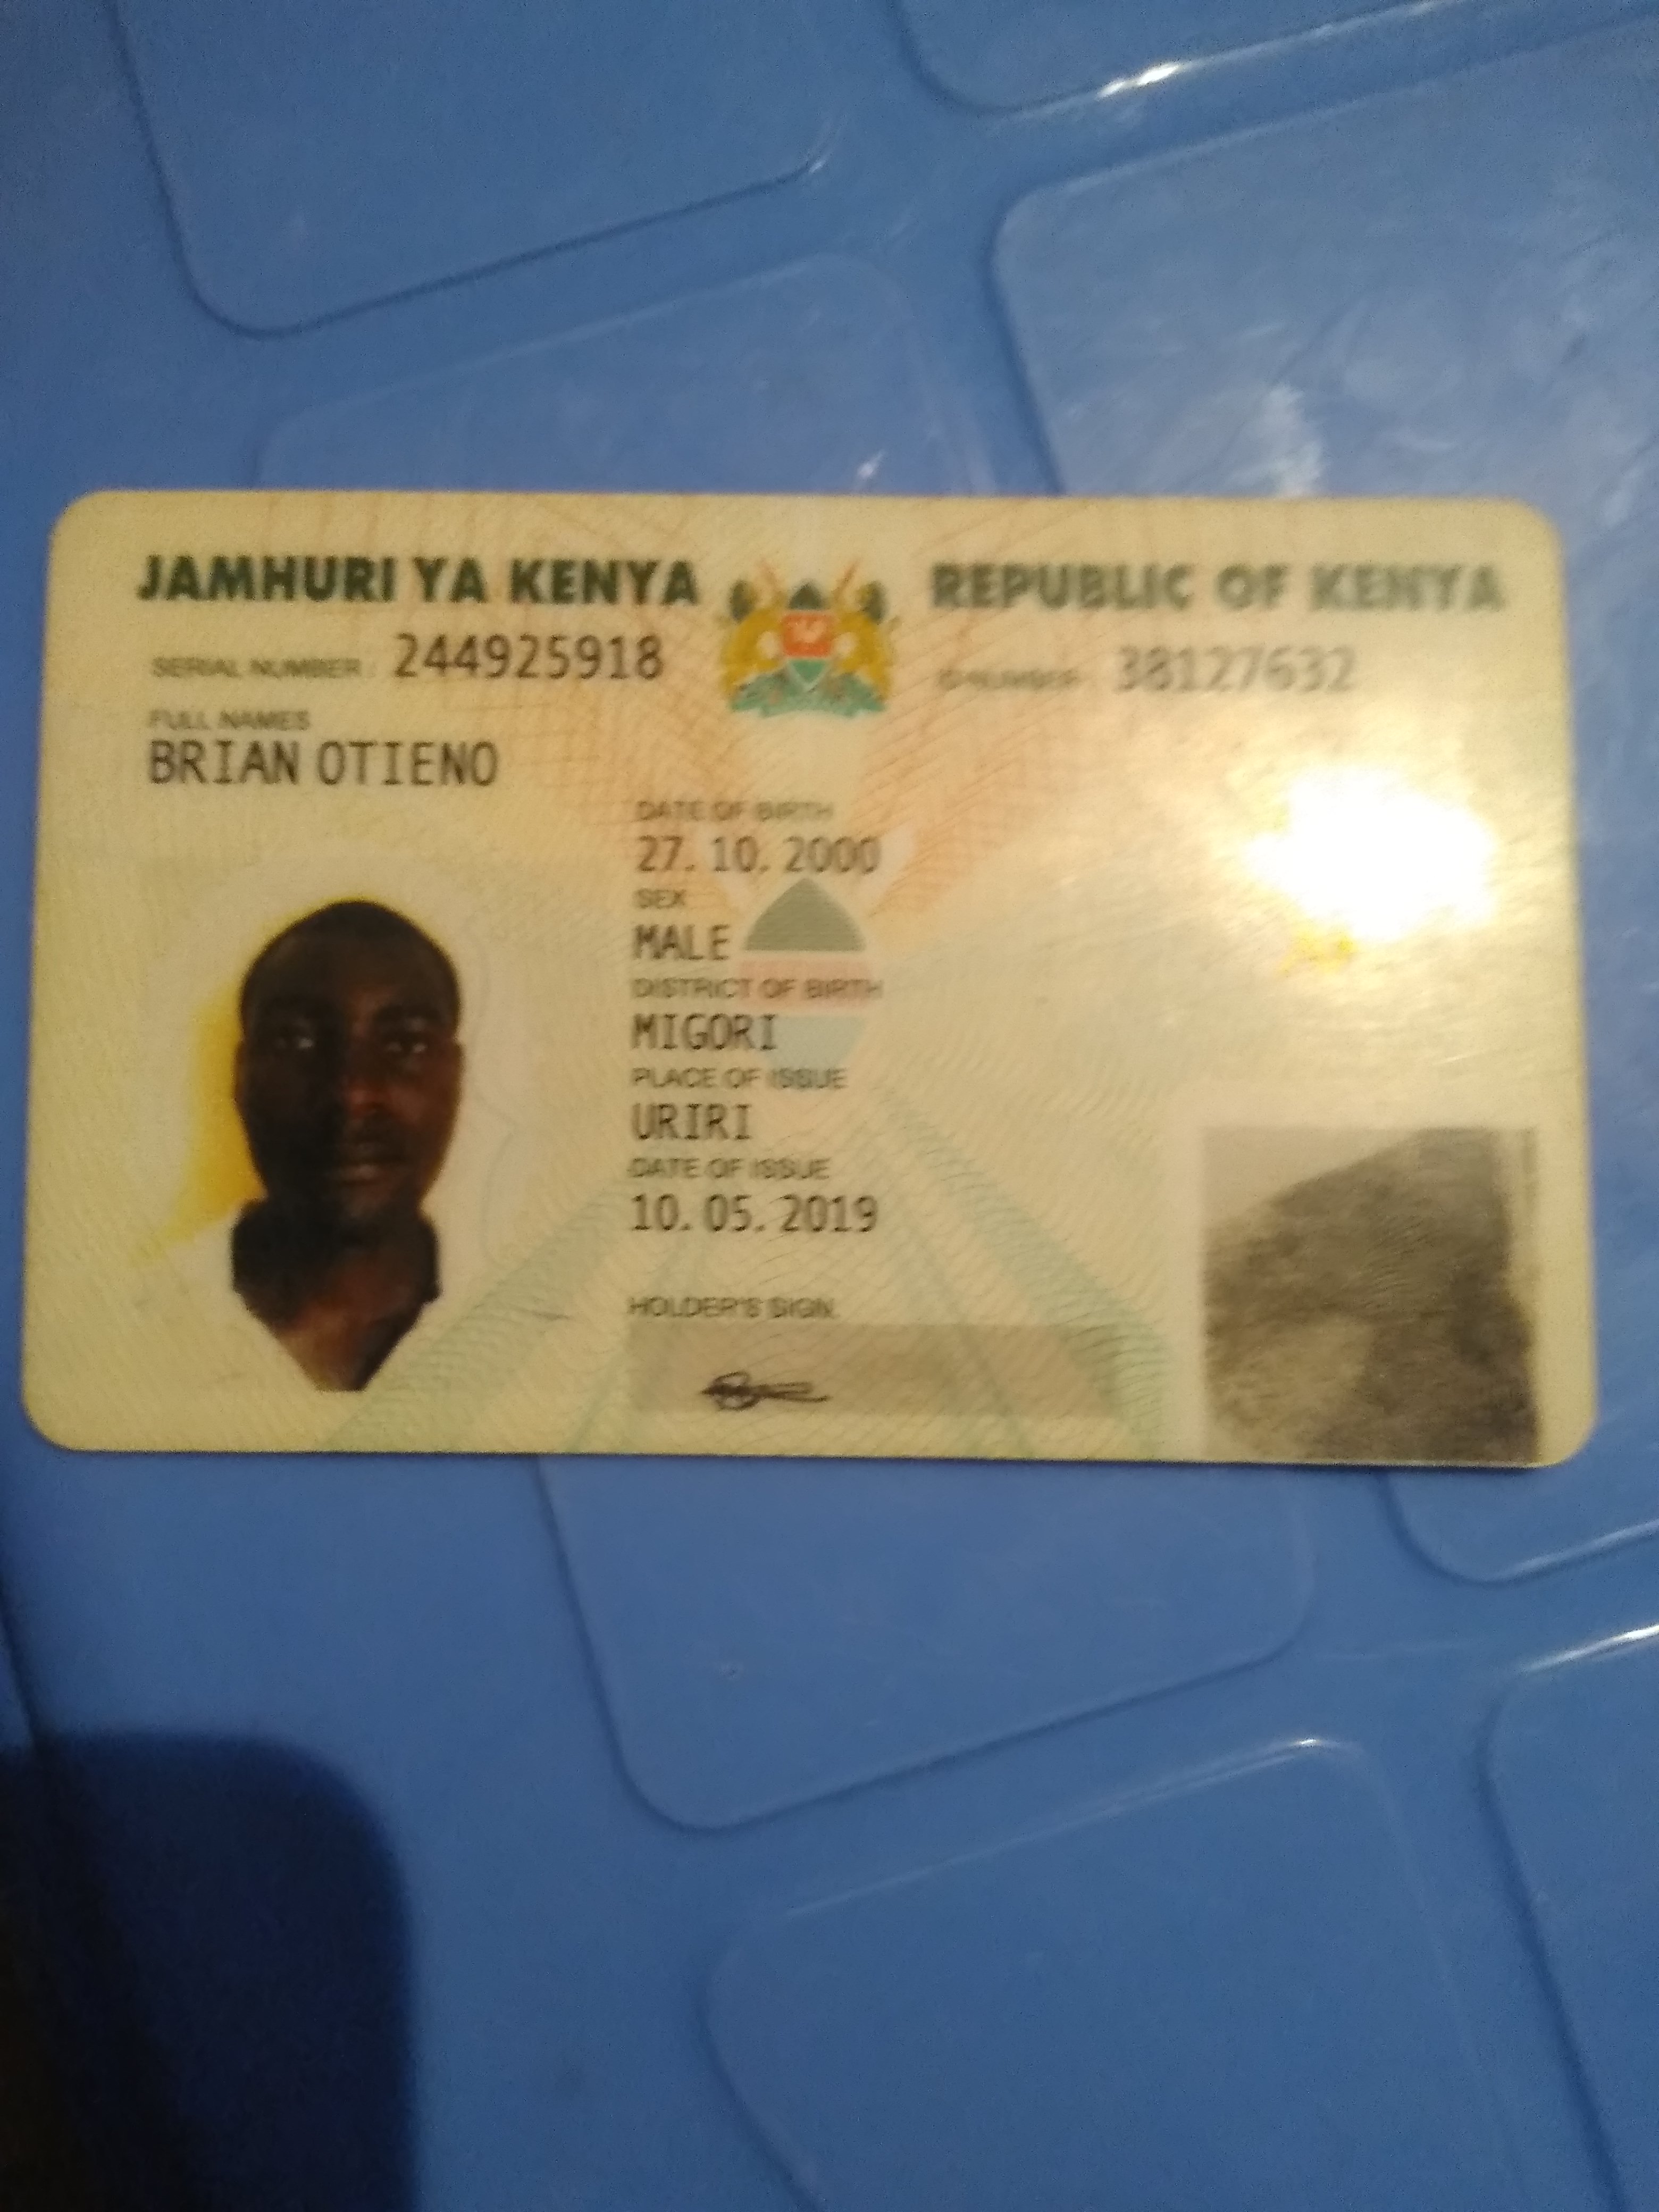 JAMHURI YA KENYA REPUBLIC OF KENYA
SERIAL NUMBER: 244925918 ID NUMBER: 38127632
FULL NAMES
BRIAN OTIENO
DATE OF BIRTH
27. 10. 2000
SEX
MALE
DISTRICT OF BIRTH
MIGORI
PLACE OF ISSUE
URIRI
DATE OF ISSUE
10. 05. 2019
HOLDER'S SIGN.